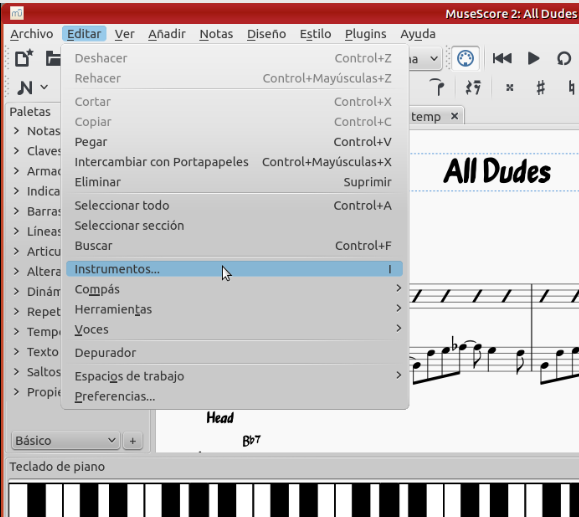 MuseScore 2: All Dudes
Archivo Editar Ver Añadir Notas Diseño Estilo Plugins Ayuda
Deshacer Control+Z
Rehacer Control+Mayúsculas+Z
Cortar Control+X
Copiar Control+C
Pegar Control+V
Intercambiar con Portapapeles Control+Mayúsculas+X
Eliminar Suprimir
Seleccionar todo Control+A
Seleccionar sección
Buscar Control+F
Instrumentos... I
Compás
Herramientas
Voces
Depurador
Espacios de trabajo
Preferencias...
Paletas
Notas
Claves
Armad
Indica
Barras
Líneas
Articu
Altera
Dinám
Repet
Tempo
Texto
Saltos
Propie
Básico +
temp
All Dudes
Head
Bb7
Teclado de piano